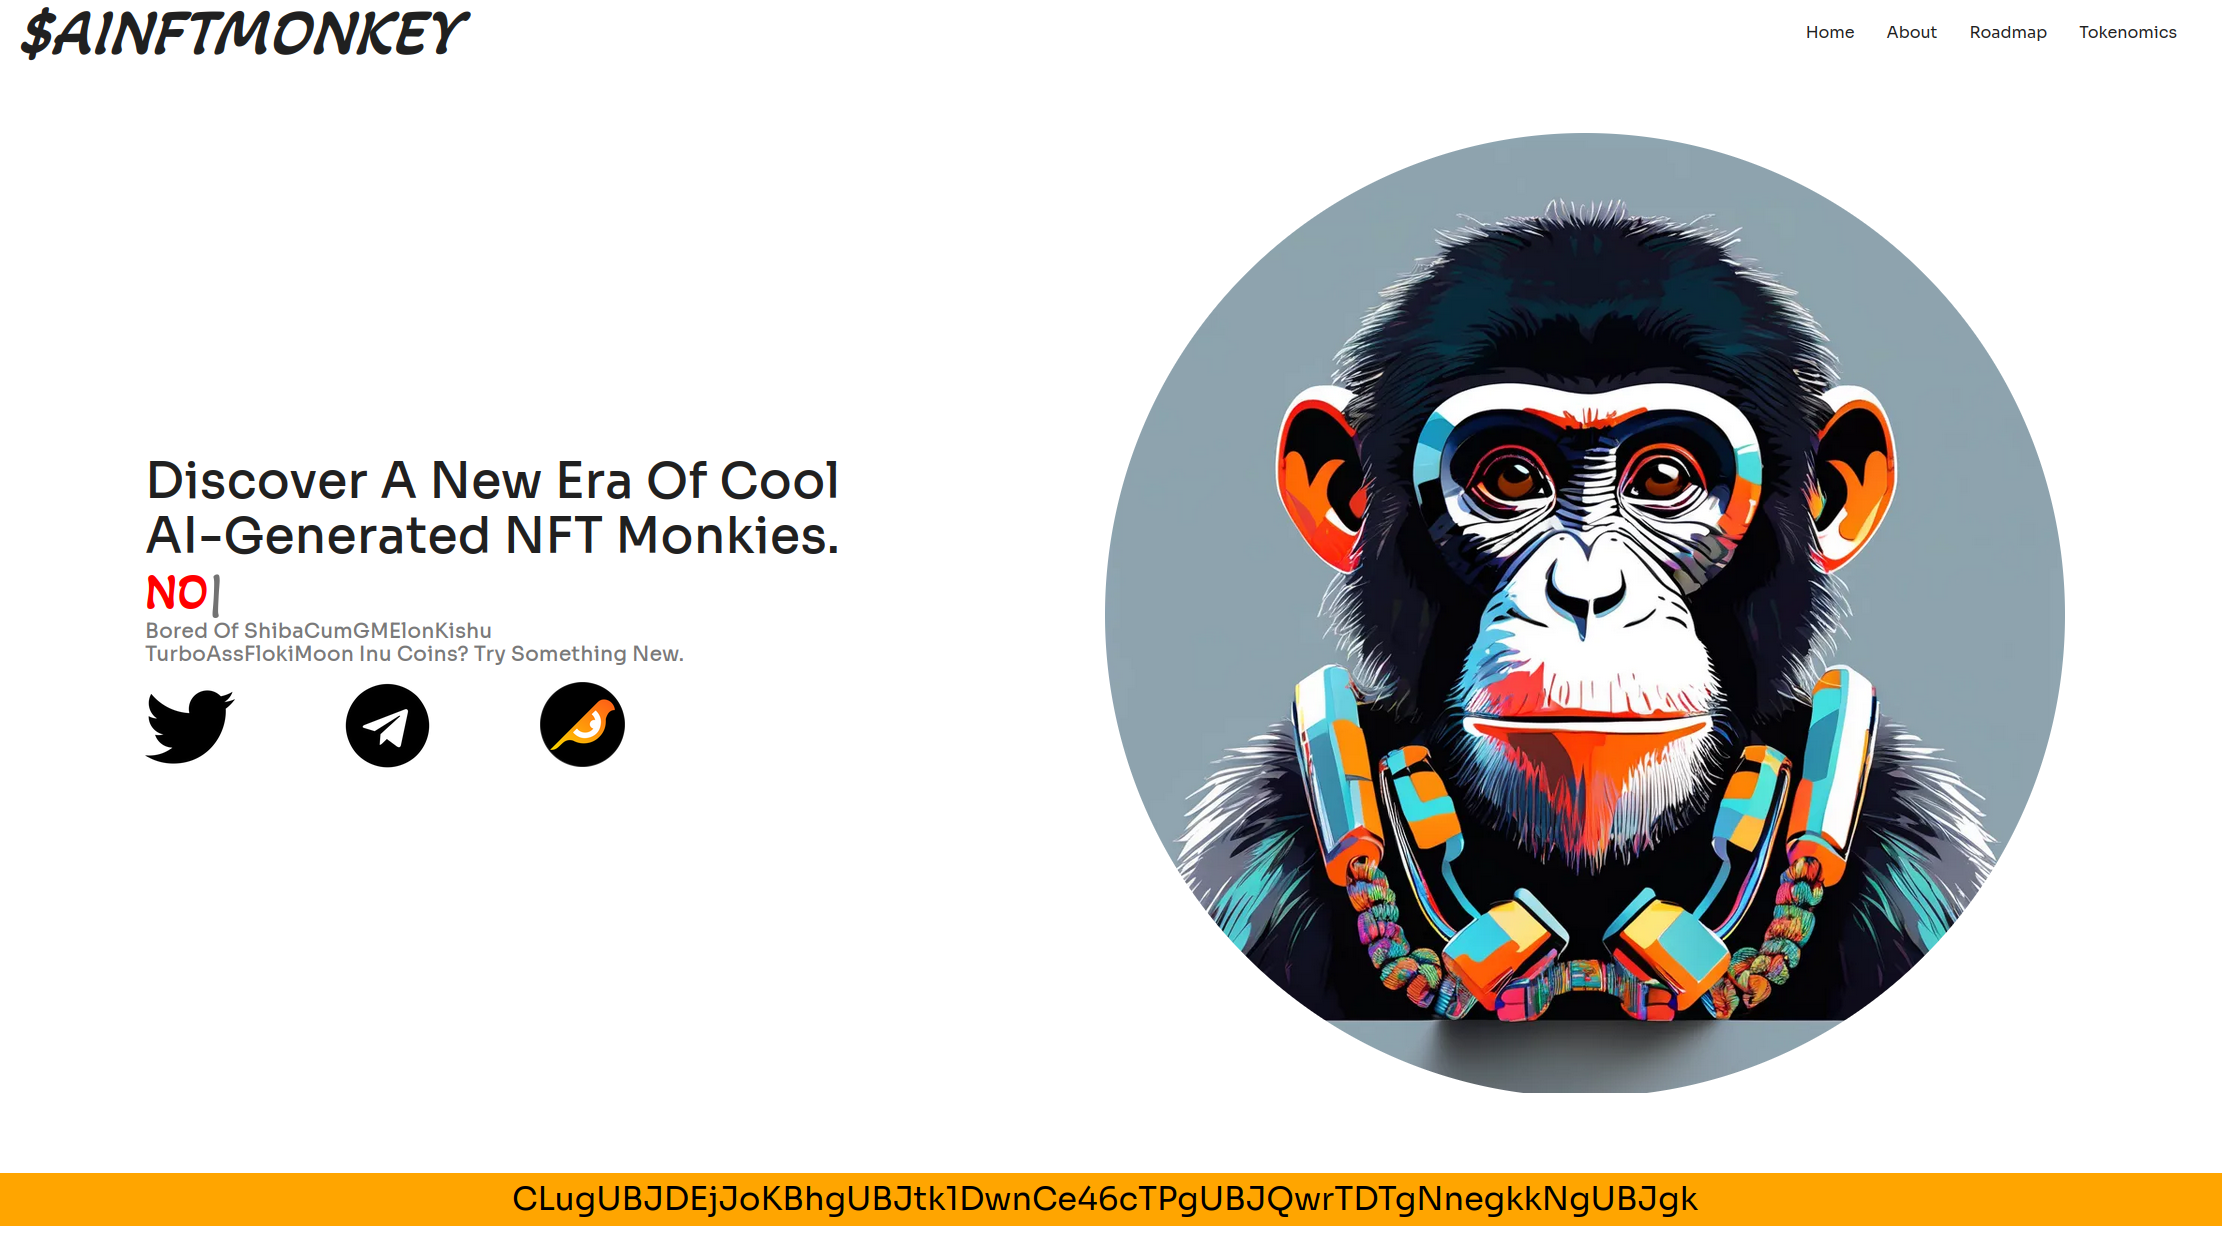 $AINFTMONKEY
Home About Roadmap Tokenomics
Discover A New Era Of Cool
AI-Generated NFT Monkies.
NO|
Bored Of ShibaCumGMElonKishu
TurboAssFlokiMoon Inu Coins? Try Something New.
CLugUBJDEjJoKBhgUBJtk1DwnCe46cTPgUBJQwrTDTgNnegkkNgUBJgk